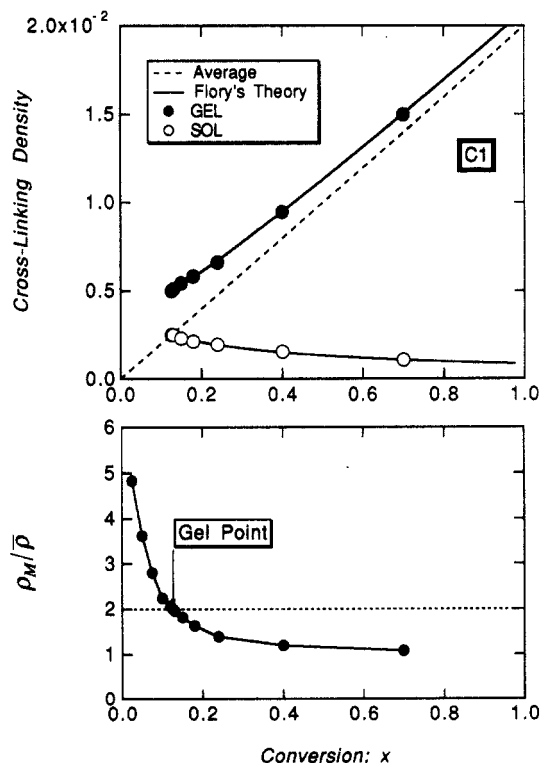 2.0x10⁻²
Average
Flory's Theory
GEL
SOL
C1
1.5
1.0
0.5
0.0
Cross-Linking Density
0.0 0.2 0.4 0.6 0.8 1.0
6
5
4
3
2
1
0
Gel Point
ρM/ρ̄
0.0 0.2 0.4 0.6 0.8 1.0
Conversion; x